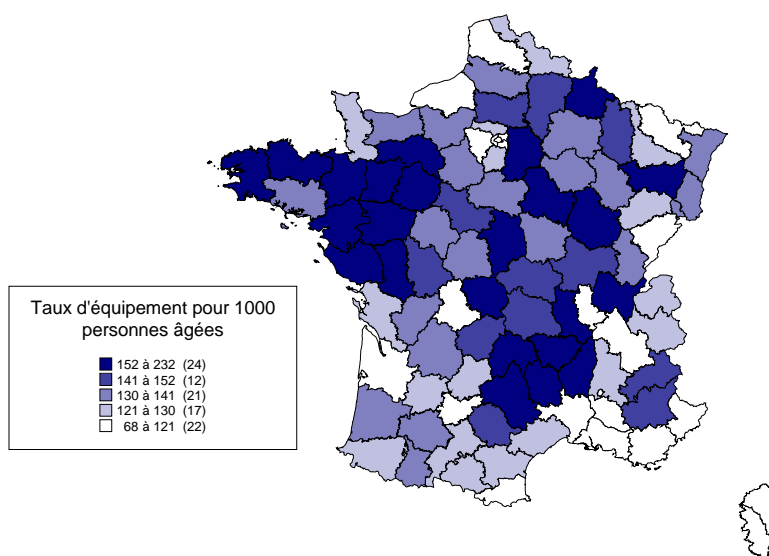 Taux d'équipement pour 1000
personnes âgées
152 à 232 (24)
141 à 152 (12)
130 à 141 (21)
121 à 130 (17)
68 à 121 (22)